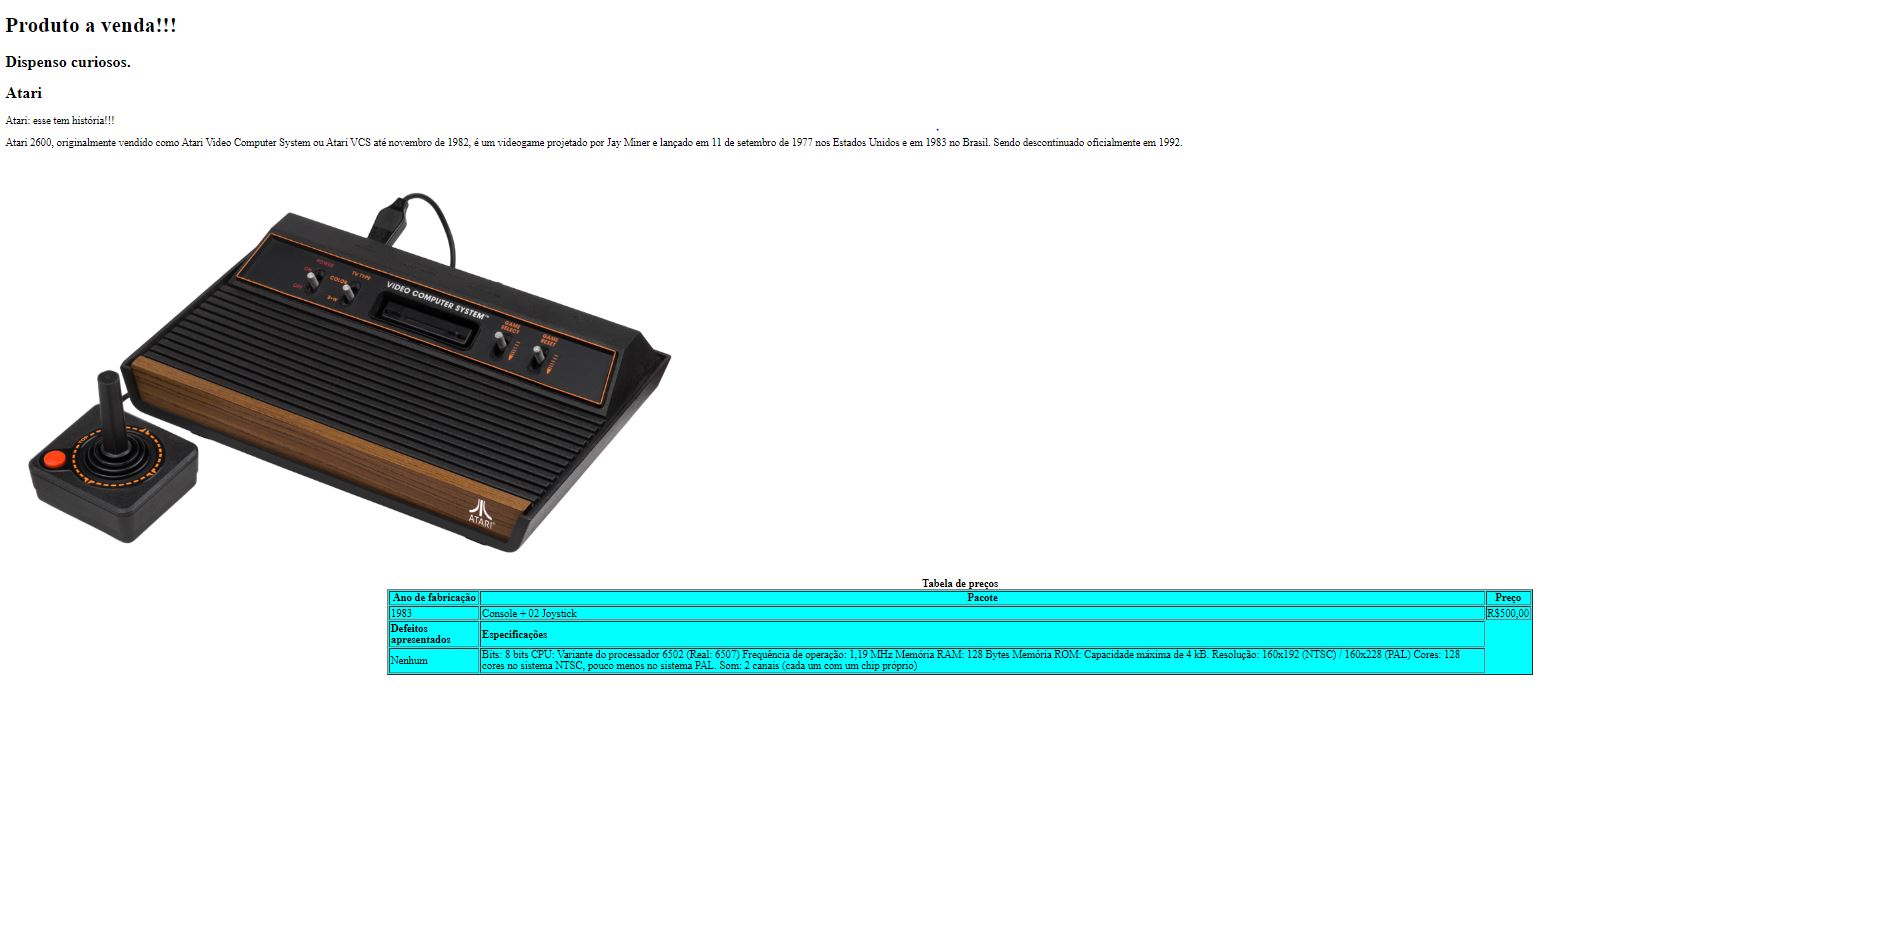 Produto a venda!!!
Dispenso curiosos.
Atari
Atari: esse tem história!!!
Atari 2600, originalmente vendido como Atari Video Computer System ou Atari VCS até novembro de 1982, é um videogame projetado por Jay Miner e lançado em 11 de setembro de 1977 nos Estados Unidos e em 1983 no Brasil. Sendo descontinuado oficialmente em 1992.
POWER
ON
OFF
TV TYPE
COLOR
B-W
VIDEO COMPUTER SYSTEM™
GAME
SELECT
GAME
RESET
ATARI®
Tabela de preços
Ano de fabricação Pacote Preço
1983 Console + 02 Joystick R$500,00
Defeitos
apresentados Especificações
Nenhum
Bits: 8 bits CPU: Variante do processador 6502 (Real: 6507) Frequência de operação: 1,19 MHz Memória RAM: 128 Bytes Memória ROM: Capacidade máxima de 4 kB. Resolução: 160x192 (NTSC) / 160x228 (PAL) Cores: 128
cores no sistema NTSC, pouco menos no sistema PAL. Som: 2 canais (cada um com um chip próprio)